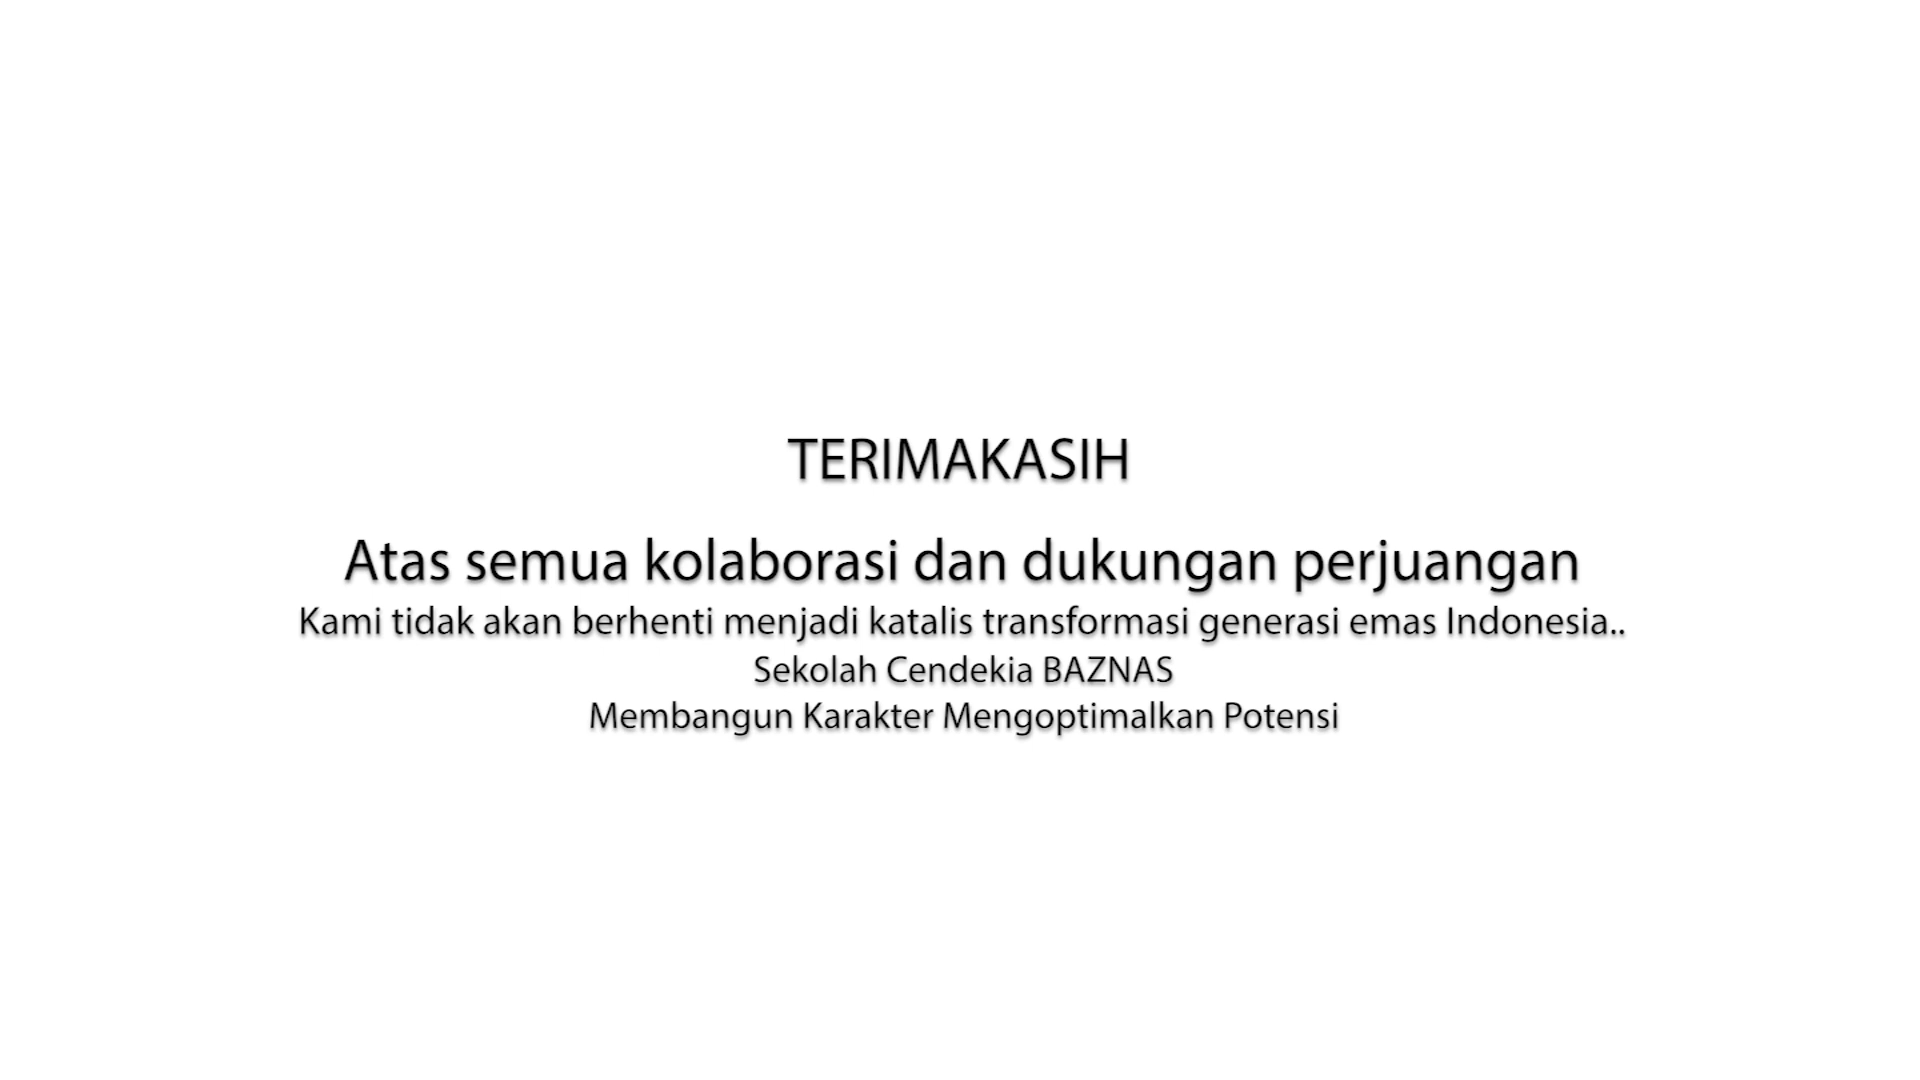 TERIMAKASIH
Atas semua kolaborasi dan dukungan perjuangan
Kami tidak akan berhenti menjadi katalis transformasi generasi emas Indonesia..
Sekolah Cendekia BAZNAS
Membangun Karakter Mengoptimalkan Potensi